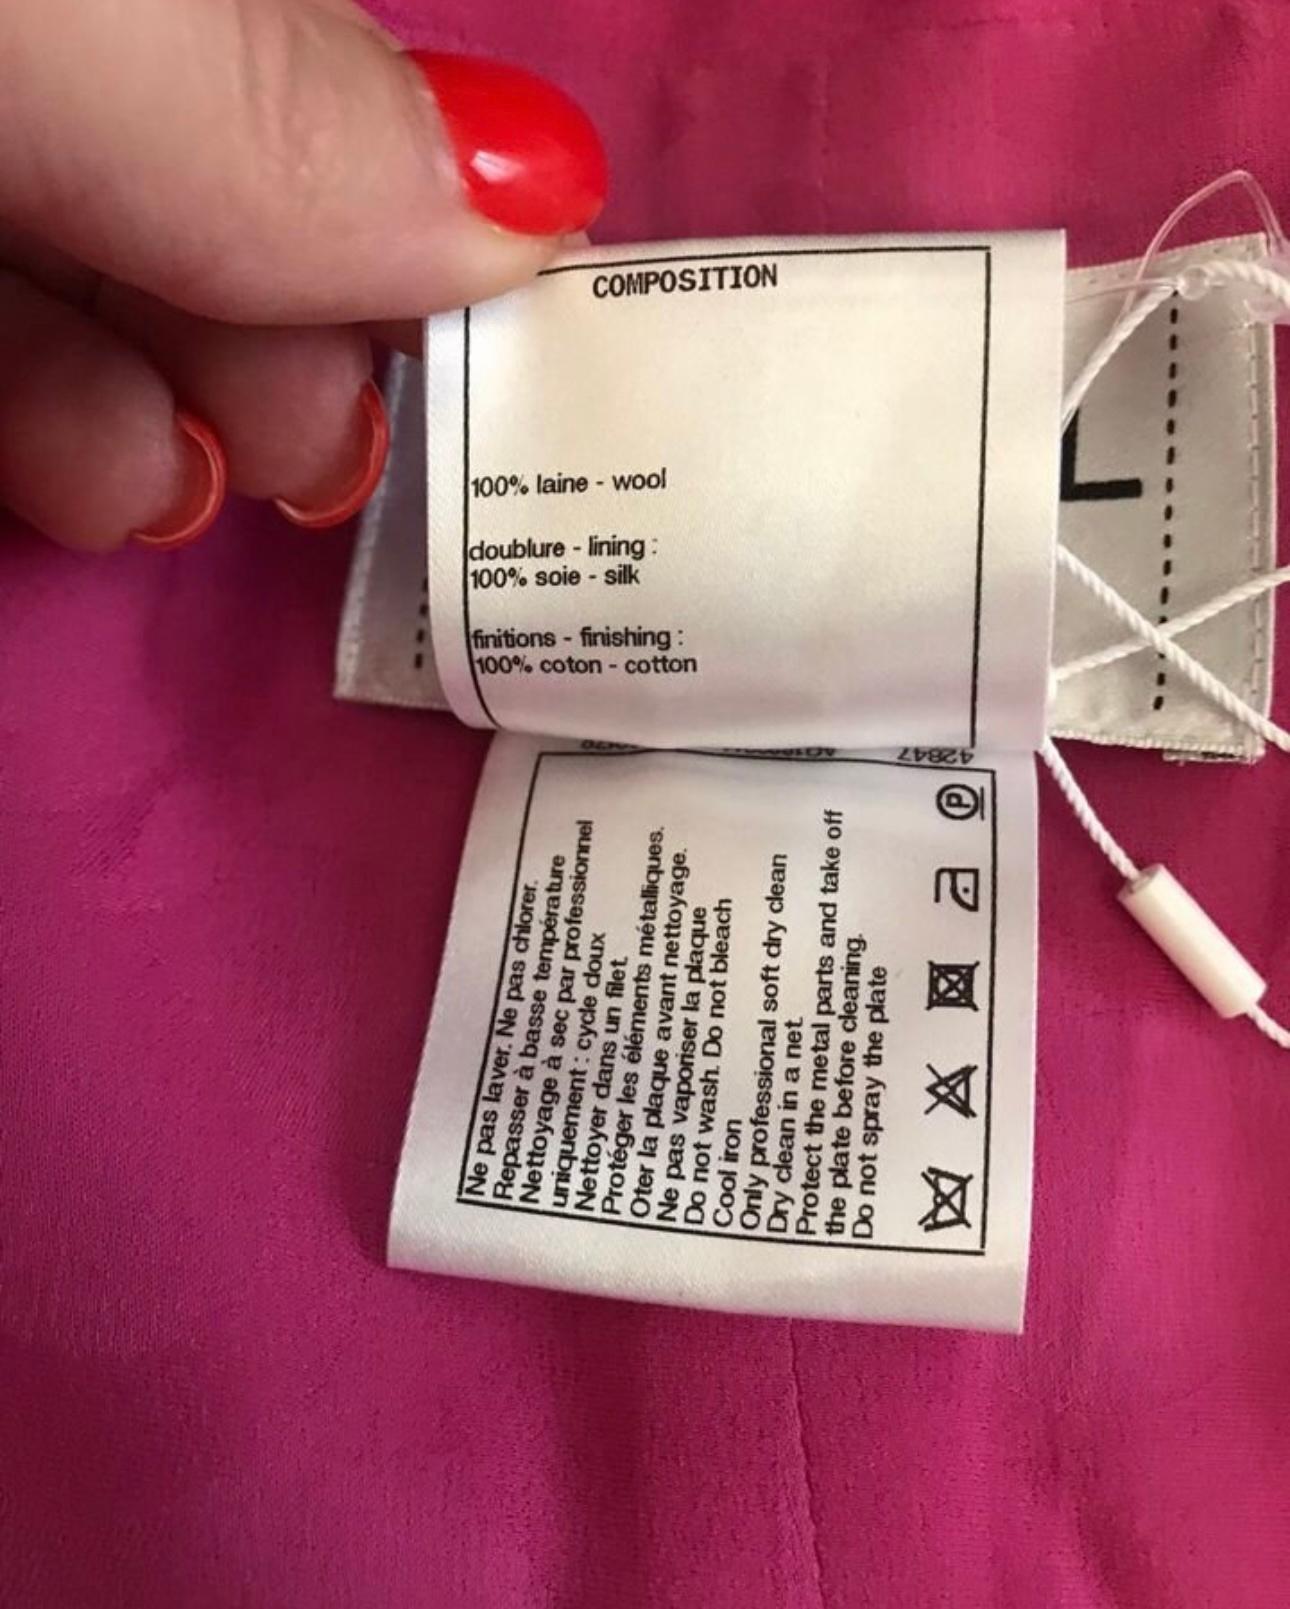 COMPOSITION
100% laine - wool
doublure - lining :
100% soie - silk
finitions - finishing :
100% coton - cotton
42847
Ne pas laver. Ne pas chlorer.
Repasser à basse température
Nettoyage à sec par professionnel
uniquement : cycle doux
Nettoyer dans un filet.
Protéger les éléments métalliques.
Oter la plaque avant nettoyage.
Ne pas vaporiser la plaque
Do not wash. Do not bleach
Cool iron
Only professional soft dry clean
Dry clean in a net.
Protect the metal parts and take off
the plate before cleaning.
Do not spray the plate
P
L